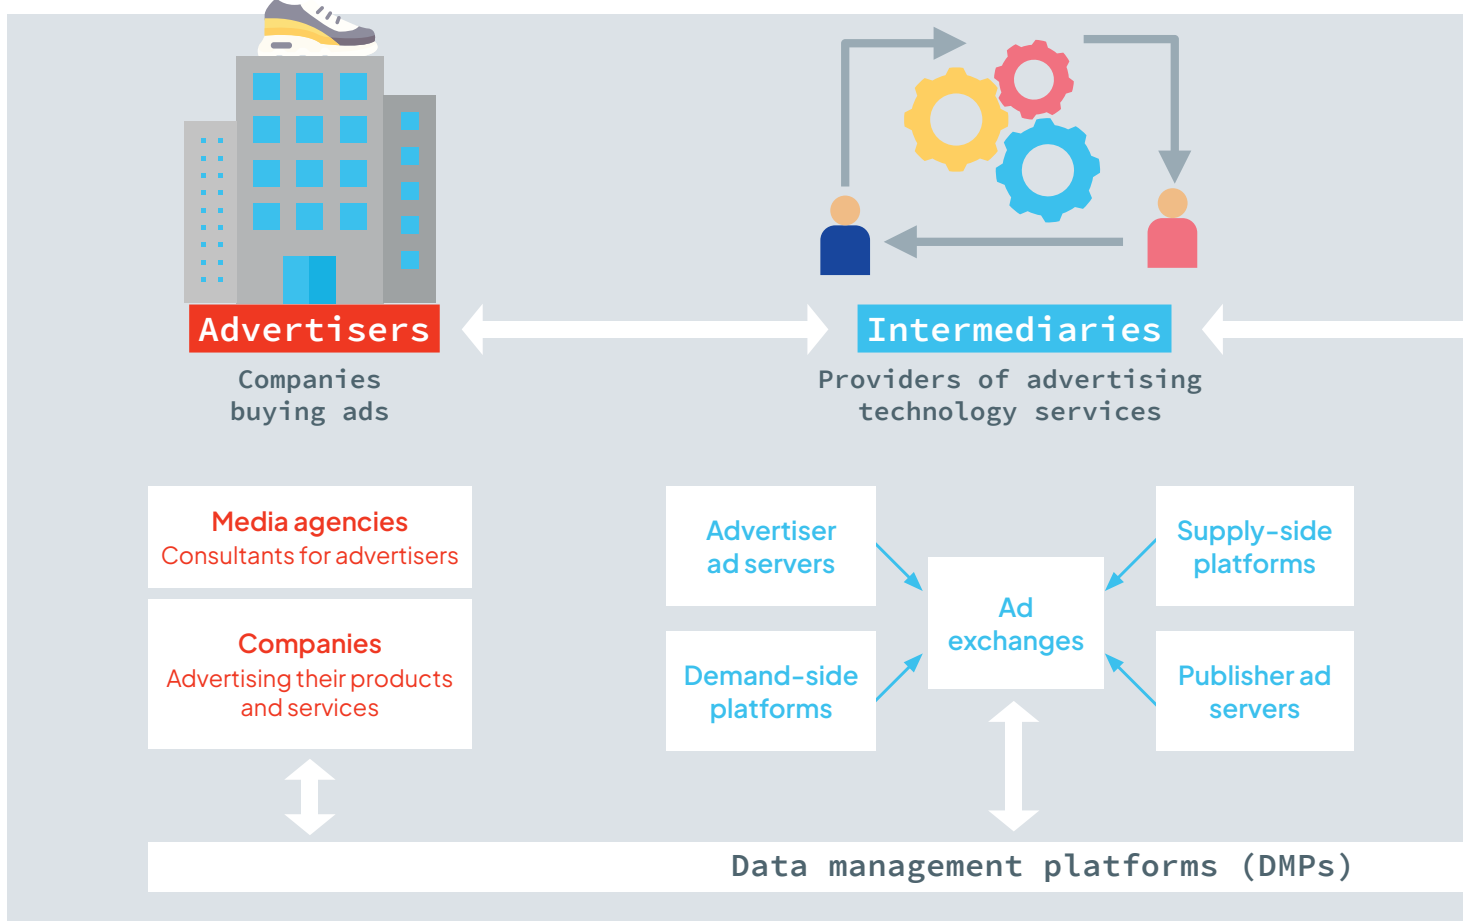 Advertisers
Companies
buying ads
Intermediaries
Providers of advertising
technology services
Media agencies
Consultants for advertisers
Companies
Advertising their products
and services
Advertiser
ad servers
Demand-side
platforms
Ad
exchanges
Supply-side
platforms
Publisher ad
servers
Data management platforms (DMPs)